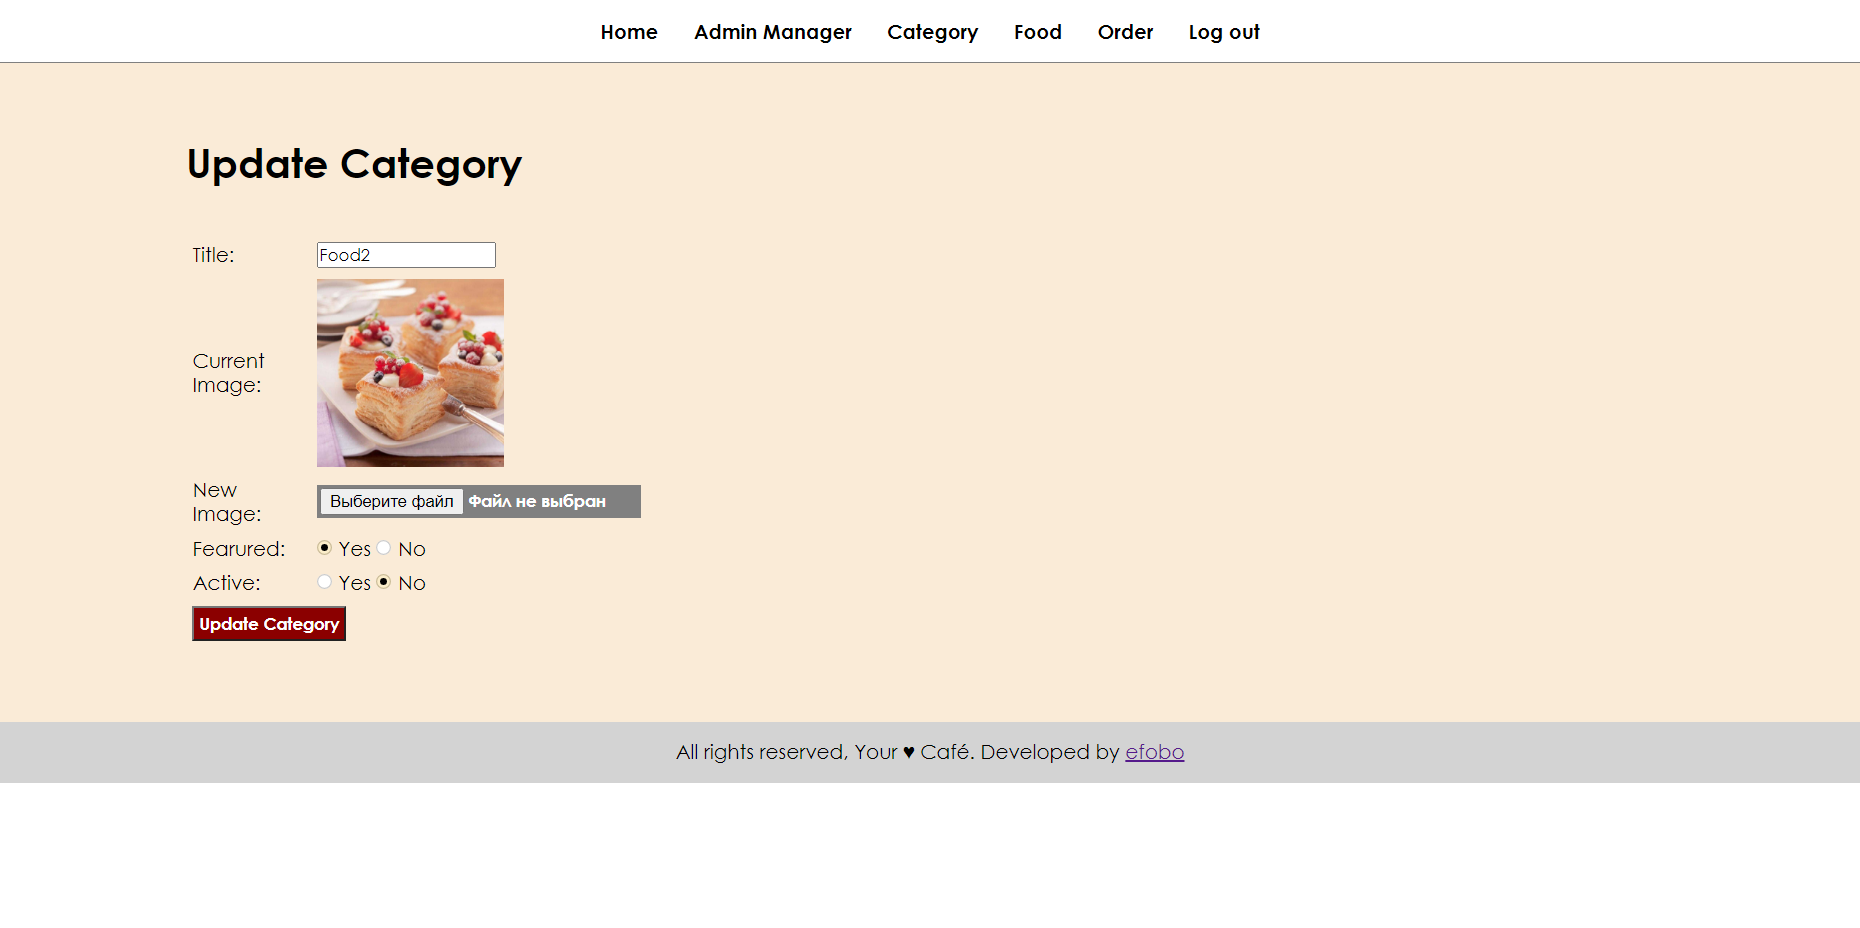 Home Admin Manager Category Food Order Log out
Update Category
Title: Food2
Current
Image:
New
Image:
Выберите файл Файл не выбран
Fearured: Yes No
Active: Yes No
Update Category
All rights reserved, Your ♥ Café. Developed by efobo